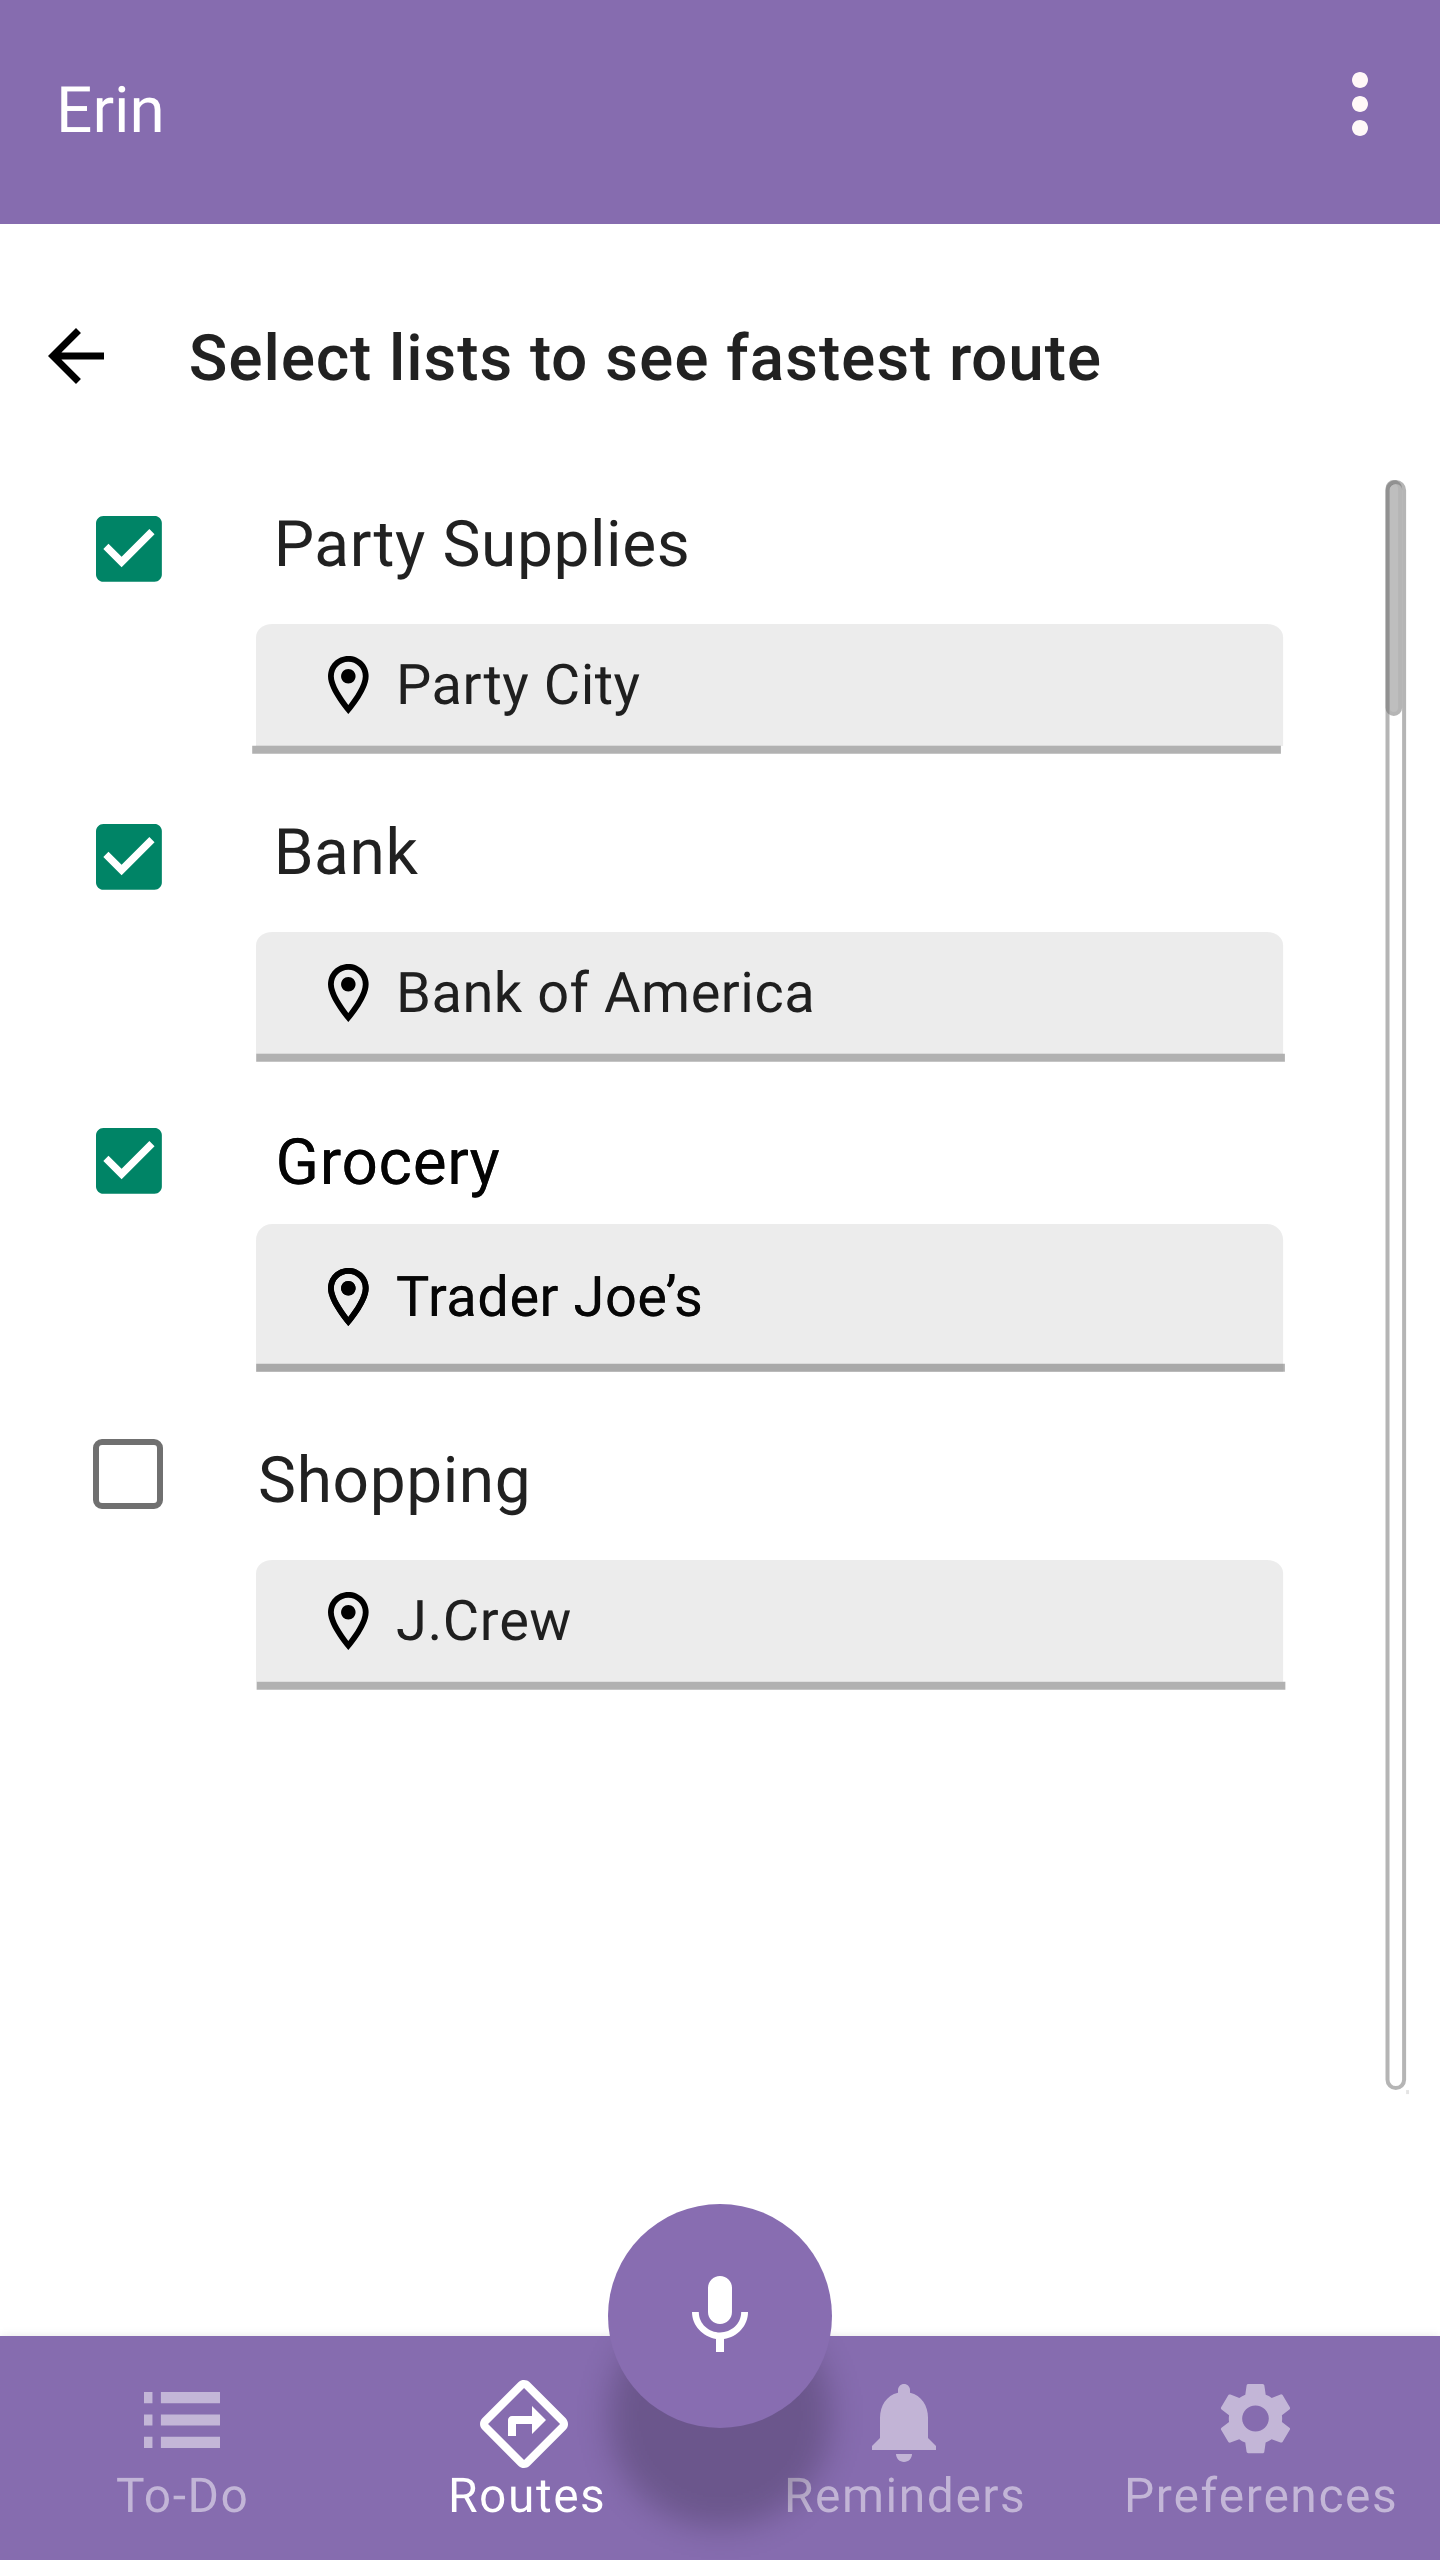 Erin
Select lists to see fastest route
Party Supplies
Party City
Bank
Bank of America
Grocery
Trader Joe’s
Shopping
J.Crew
To-Do
Routes
Reminders
Preferences